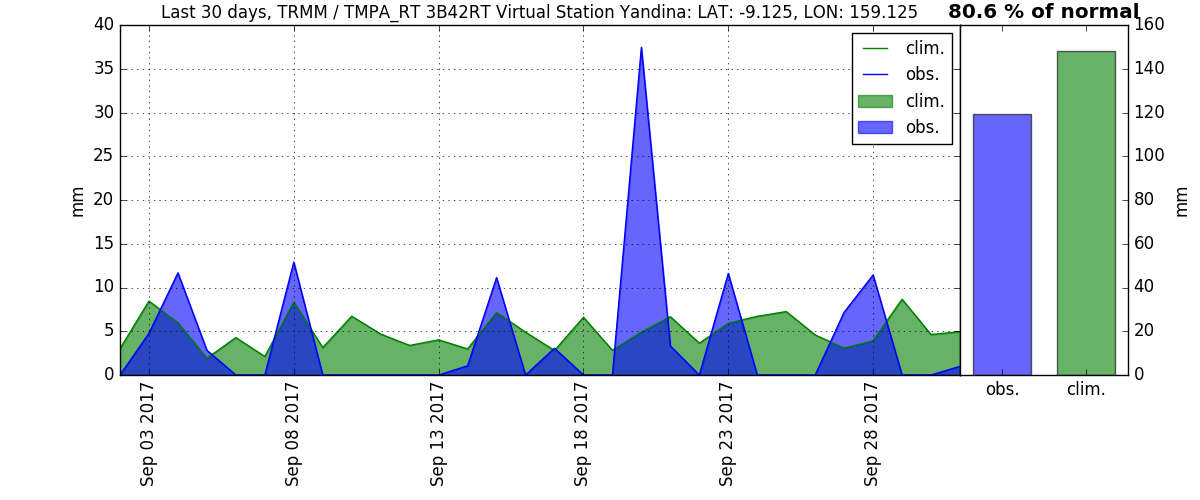 Last 30 days, TRMM / TMPA_RT 3B42RT Virtual Station Yandina: LAT: -9.125, LON: 159.125
80.6 % of normal
40
35
30
25
20
15
10
5
0
mm
clim.
obs.
clim.
obs.
160
140
120
100
80
60
40
20
0
mm
Sep 03 2017
Sep 08 2017
Sep 13 2017
Sep 18 2017
Sep 23 2017
Sep 28 2017
obs.
clim.